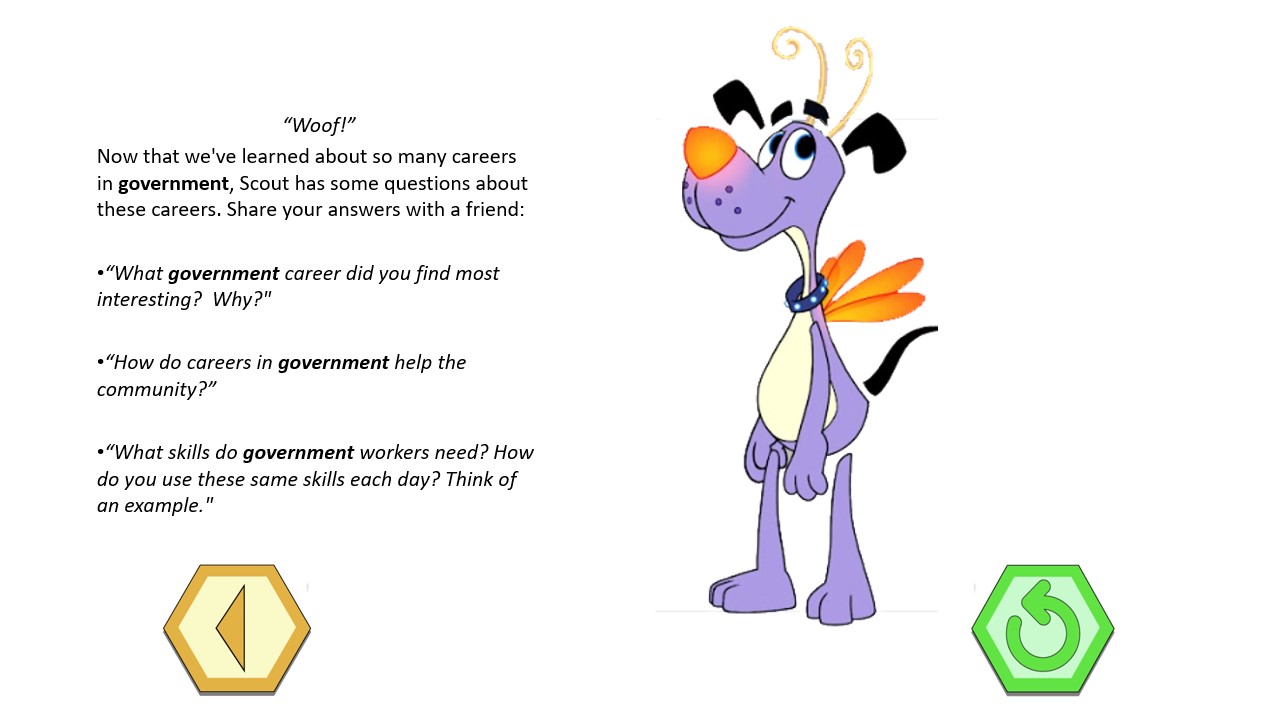 “Woof!”
Now that we've learned about so many careers
in government, Scout has some questions about
these careers. Share your answers with a friend:
•“What government career did you find most
interesting?  Why?"
•“How do careers in government help the
community?”
•“What skills do government workers need? How
do you use these same skills each day? Think of
an example."